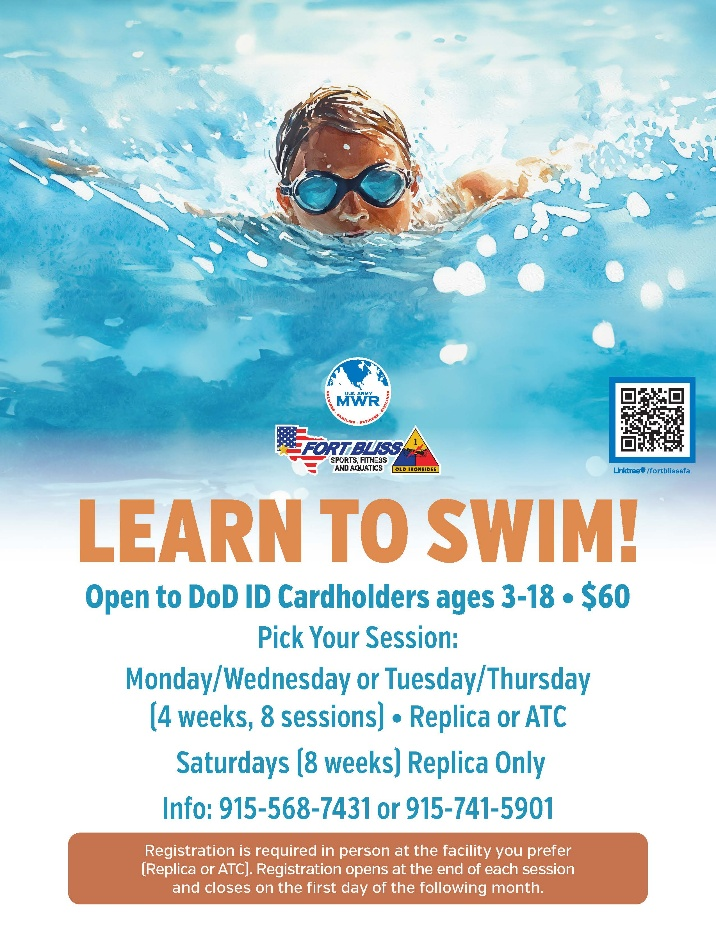 U.S. ARMY
MWR
FORT BLISS
SPORTS, FITNESS
AND AQUATICS
1
OLD IRONSIDES
Linktree /fortblisssfa
LEARN TO SWIM!
Open to DoD ID Cardholders ages 3-18 • $60
Pick Your Session:
Monday/Wednesday or Tuesday/Thursday
(4 weeks, 8 sessions) • Replica or ATC
Saturdays (8 weeks) Replica Only
Info: 915-568-7431 or 915-741-5901
Registration is required in person at the facility you prefer
(Replica or ATC). Registration opens at the end of each session
and closes on the first day of the following month.